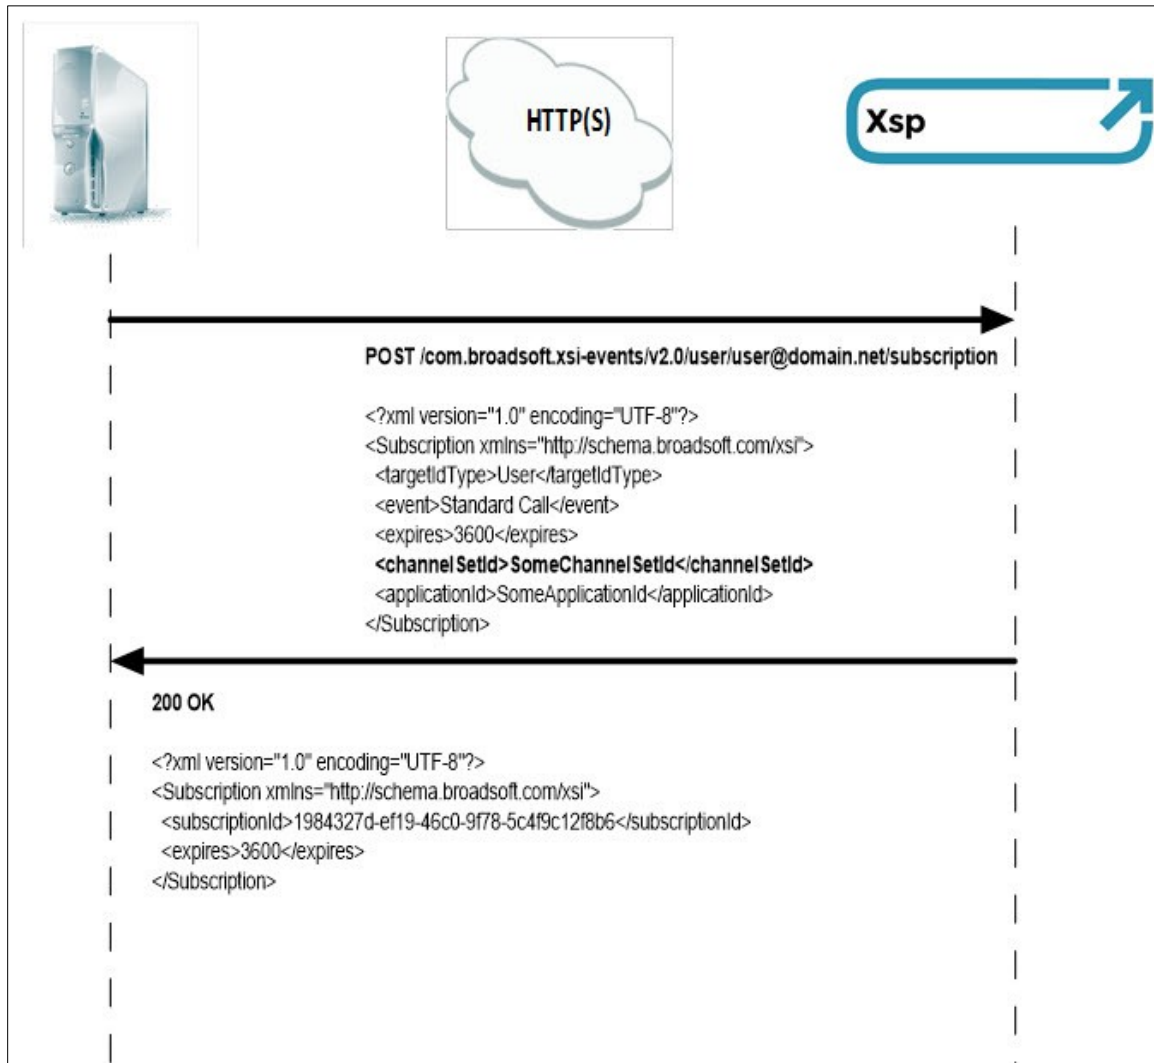 HTTP(S)
Xsp
POST /com.broadsoft.xsi-events/v2.0/user/user@domain.net/subscription
<?xml version="1.0" encoding="UTF-8"?>
<Subscription xmlns="http://schema.broadsoft.com/xsi">
<targetIdType>User</targetIdType>
<event>Standard Call</event>
<expires>3600</expires>
<channelSetId>SomeChannelSetId</channelSetId>
<applicationId>SomeApplicationId</applicationId>
</Subscription>
200 OK
<?xml version="1.0" encoding="UTF-8"?>
<Subscription xmlns="http://schema.broadsoft.com/xsi">
<subscriptionId>1984327d-ef19-46c0-9f78-5c4f9c12f8b6</subscriptionId>
<expires>3600</expires>
</Subscription>